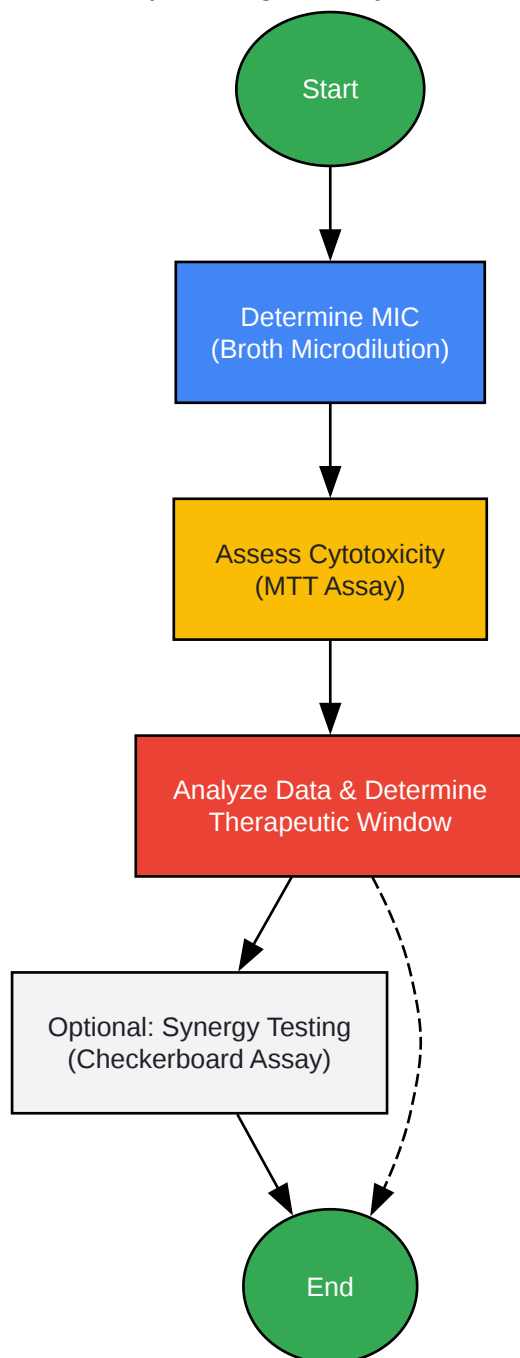 Start
Determine MIC
(Broth Microdilution)
Assess Cytotoxicity
(MTT Assay)
Analyze Data & Determine
Therapeutic Window
Optional: Synergy Testing
(Checkerboard Assay)
End